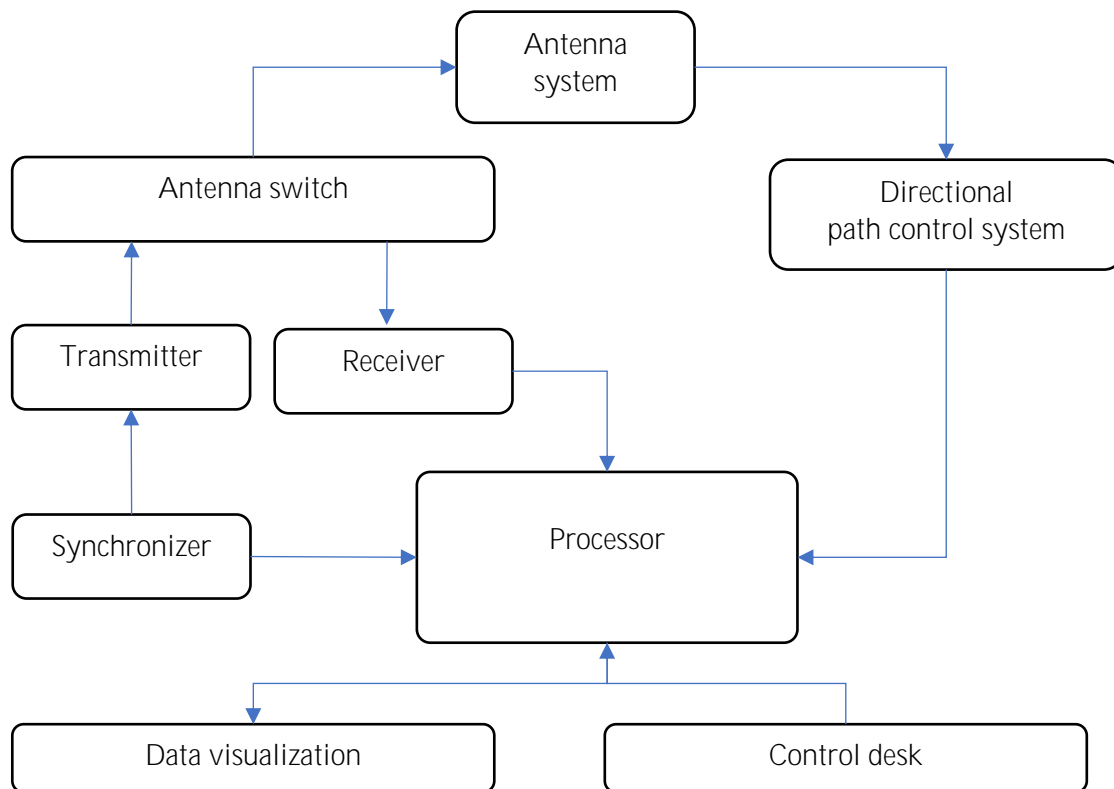 Antenna
system
Antenna switch
Directional
path control system
Transmitter
Receiver
Synchronizer
Processor
Data visualization
Control desk